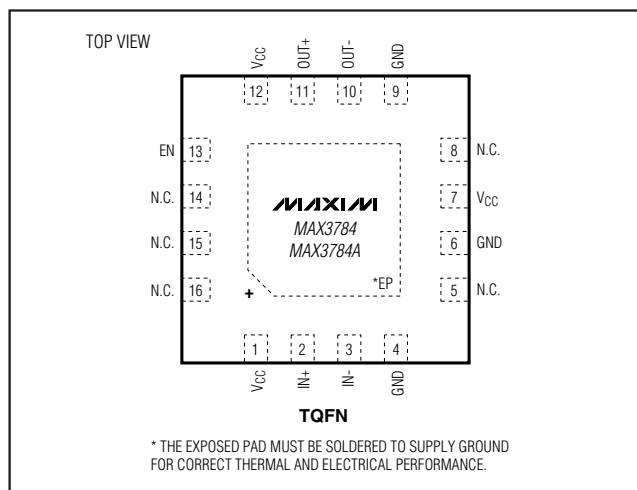 TOP VIEW
VCC
OUT+
OUT-
GND
12
11
10
9
EN 13
8 N.C.
N.C. 14
7 VCC
N.C. 15
6 GND
N.C. 16
5 N.C.
MAXIM
MAX3784
MAX3784A
*EP
+
1
2
3
4
VCC
IN+
IN-
GND
TQFN
* THE EXPOSED PAD MUST BE SOLDERED TO SUPPLY GROUND
FOR CORRECT THERMAL AND ELECTRICAL PERFORMANCE.